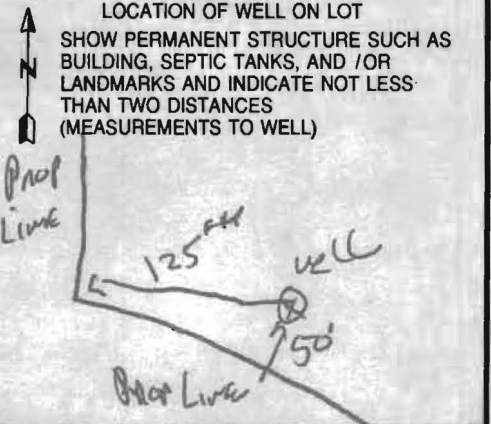 LOCATION OF WELL ON LOT
SHOW PERMANENT STRUCTURE SUCH AS
BUILDING, SEPTIC TANKS, AND /OR
LANDMARKS AND INDICATE NOT LESS
THAN TWO DISTANCES
(MEASUREMENTS TO WELL)
N
Prop
Line
125
well
50'
Prop Line